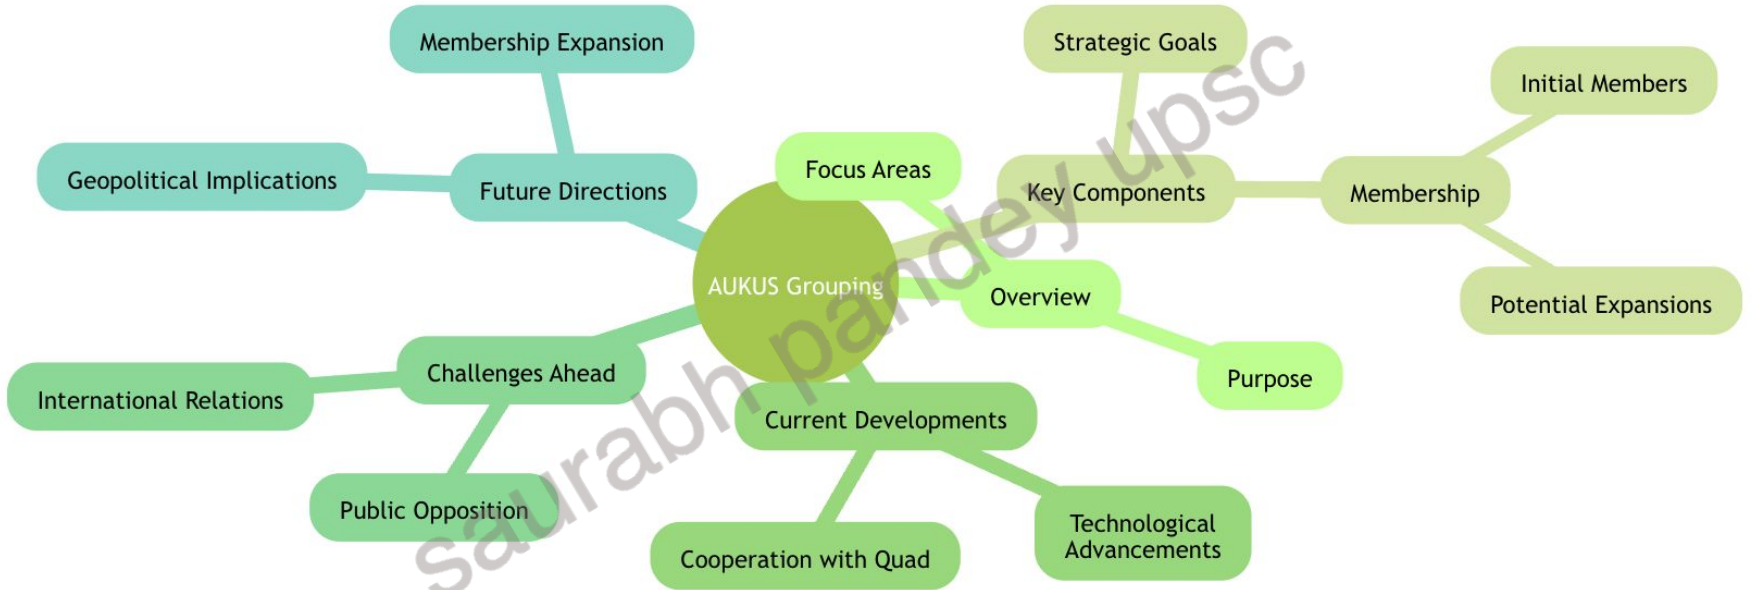 AUKUS Grouping
Overview
Focus Areas
Purpose
Key Components
Strategic Goals
Membership
Initial Members
Potential Expansions
Current Developments
Technological
Advancements
Cooperation with Quad
Challenges Ahead
Public Opposition
International Relations
Future Directions
Geopolitical Implications
Membership Expansion
saurabh pandey upsc